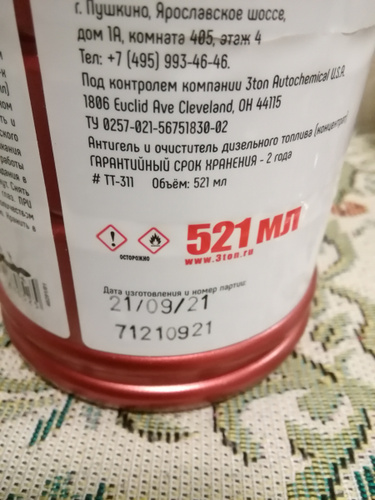 г. Пушкино, Ярославское шоссе,
дом 1А, комната 405, этаж 4
Тел: +7 (495) 993-46-46.
Под контролем компании 3ton Autochemical U.S.A.
1806 Euclid Ave Cleveland, OH 44115
ТУ 0257-021-56751830-02
Антигель и очиститель дизельного топлива (концентрат)
ГАРАНТИЙНЫЙ СРОК ХРАНЕНИЯ - 2 года
# ТТ-311 Объём: 521 мл
521 МЛ
www.3ton.ru
ОСТОРОЖНО
Дата изготовления и номер партии:
21/09/21
71210921